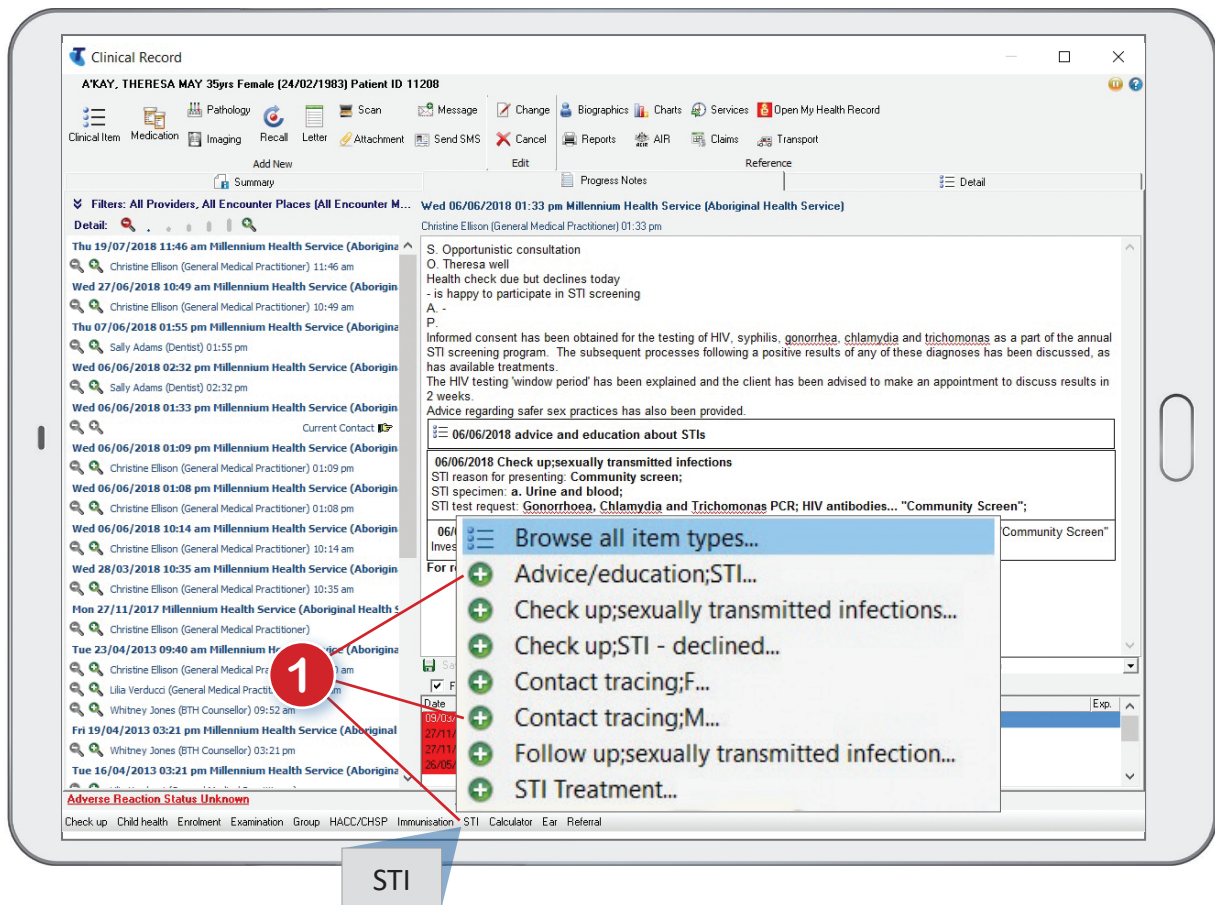 Clinical Record
A'KAY, THERESA MAY 35yrs Female (24/02/1983) Patient ID 11208
Clinical Item Medication Pathology Imaging Recall Letter Scan Attachment Message Send SMS Change Cancel Biographics Charts Services Open My Health Record
Reports AIR Claims Transport
Add New Edit Reference
Summary Progress Notes Detail
Filters: All Providers, All Encounter Places (All Encounter M...
Detail:
Thu 19/07/2018 11:46 am Millennium Health Service (Aborigina
Christine Ellison (General Medical Practitioner) 11:46 am
Wed 27/06/2018 10:49 am Millennium Health Service (Aborigin
Christine Ellison (General Medical Practitioner) 10:49 am
Thu 07/06/2018 01:55 pm Millennium Health Service (Aborigina
Sally Adams (Dentist) 01:55 pm
Wed 06/06/2018 02:32 pm Millennium Health Service (Aborigin
Sally Adams (Dentist) 02:32 pm
Wed 06/06/2018 01:33 pm Millennium Health Service (Aborigin
Current Contact
Wed 06/06/2018 01:09 pm Millennium Health Service (Aborigin
Christine Ellison (General Medical Practitioner) 01:09 pm
Wed 06/06/2018 01:08 pm Millennium Health Service (Aborigin
Christine Ellison (General Medical Practitioner) 01:08 pm
Wed 06/06/2018 10:14 am Millennium Health Service (Aborigin
Christine Ellison (General Medical Practitioner) 10:14 am
Wed 28/03/2018 10:35 am Millennium Health Service (Aborigin
Christine Ellison (General Medical Practitioner) 10:35 am
Mon 27/11/2017 Millennium Health Service (Aboriginal Health S
Christine Ellison (General Medical Practitioner)
Tue 23/04/2013 09:40 am Millennium He Service (Aborigina
Christine Ellison (General Medical Pra am
Lilia Verducci (General Medical Practit m
Whitney Jones (BTH Counsellor) 09:52 am
Fri 19/04/2013 03:21 pm Millennium Health Service (Aboriginal
Whitney Jones (BTH Counsellor) 03:21 pm
Tue 16/04/2013 03:21 pm Millennium Health Service (Aborigina
Wed 06/06/2018 01:33 pm Millennium Health Service (Aboriginal Health Service)
Christine Ellison (General Medical Practitioner) 01:33 pm
S. Opportunistic consultation
O. Theresa well
Health check due but declines today
- is happy to participate in STI screening
A. -
P.
Informed consent has been obtained for the testing of HIV, syphilis, gonorrhea, chlamydia and trichomonas as a part of the annual
STI screening program. The subsequent processes following a positive results of any of these diagnoses has been discussed, as
has available treatments.
The HIV testing 'window period' has been explained and the client has been advised to make an appointment to discuss results in
2 weeks.
Advice regarding safer sex practices has also been provided.
06/06/2018 advice and education about STIs
06/06/2018 Check up;sexually transmitted infections
STI reason for presenting: Community screen;
STI specimen: a. Urine and blood;
STI test request: Gonorrhoea, Chlamydia and Trichomonas PCR; HIV antibodies... "Community Screen";
06/ "Community Screen"
Inves
For r
Browse all item types...
Advice/education;STI...
Check up;sexually transmitted infections...
Check up;STI - declined...
Contact tracing;F...
Contact tracing;M...
Follow up;sexually transmitted infection...
STI Treatment...
1
Sa
F
Date Exp.
09/03/
27/11/
27/11/
26/05/
Adverse Reaction Status Unknown
Check up Child health Enrolment Examination Group HACC/CHSP Immunisation STI Calculator Ear Referral
STI